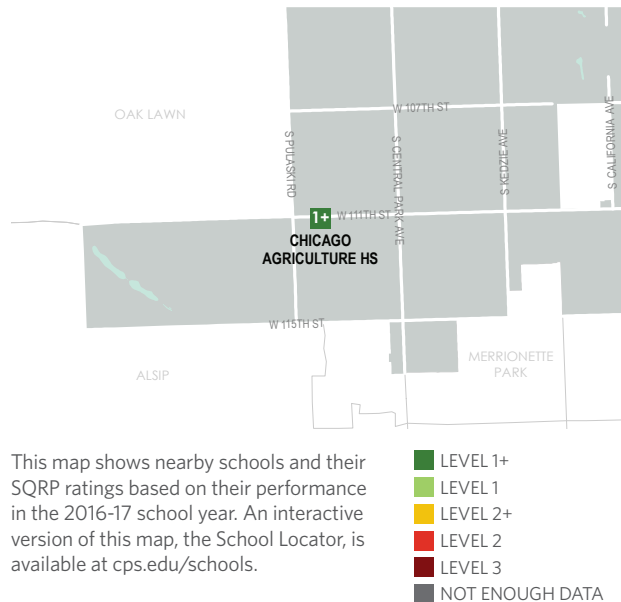 W 107TH ST
OAK LAWN
S PULASKI RD
S CENTRAL PARK AVE
S KEDZIE AVE
S CALIFORNIA AVE
1+
W 111TH ST
CHICAGO
AGRICULTURE HS
W 115TH ST
MERRIONETTE
PARK
ALSIP
This map shows nearby schools and their
SQRP ratings based on their performance
in the 2016-17 school year. An interactive
version of this map, the School Locator, is
available at cps.edu/schools.
LEVEL 1+
LEVEL 1
LEVEL 2+
LEVEL 2
LEVEL 3
NOT ENOUGH DATA